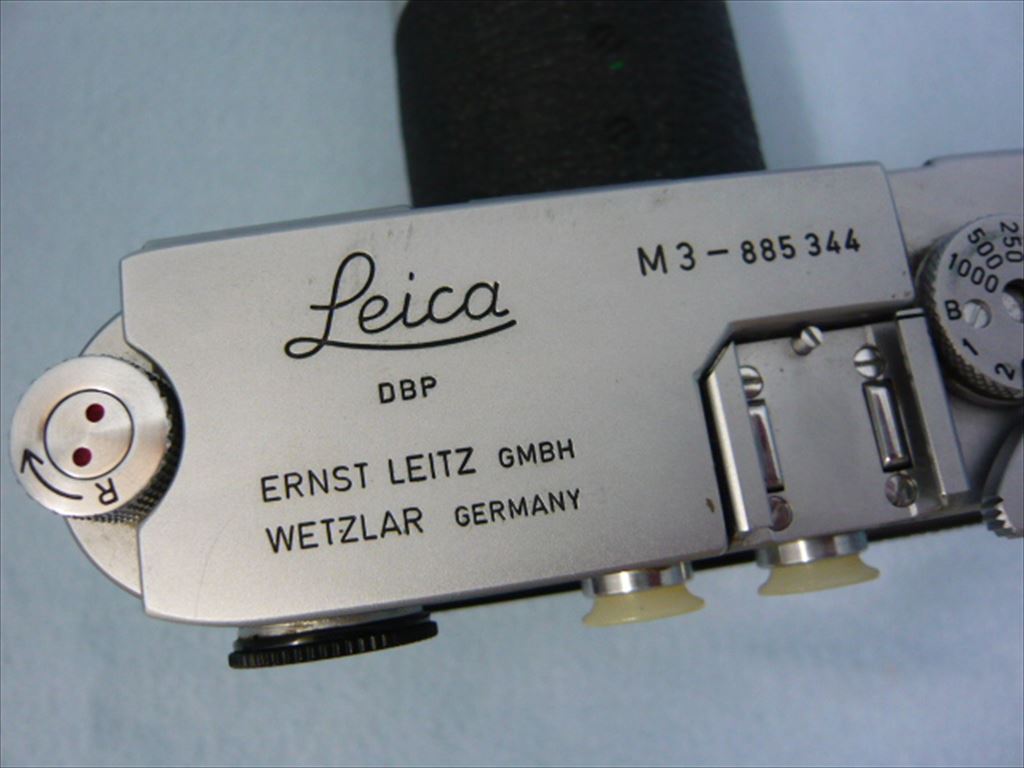 Leica
M3-885344
DBP
ERNST LEITZ GMBH
WETZLAR GERMANY
R
250
500
1000
B
1
2